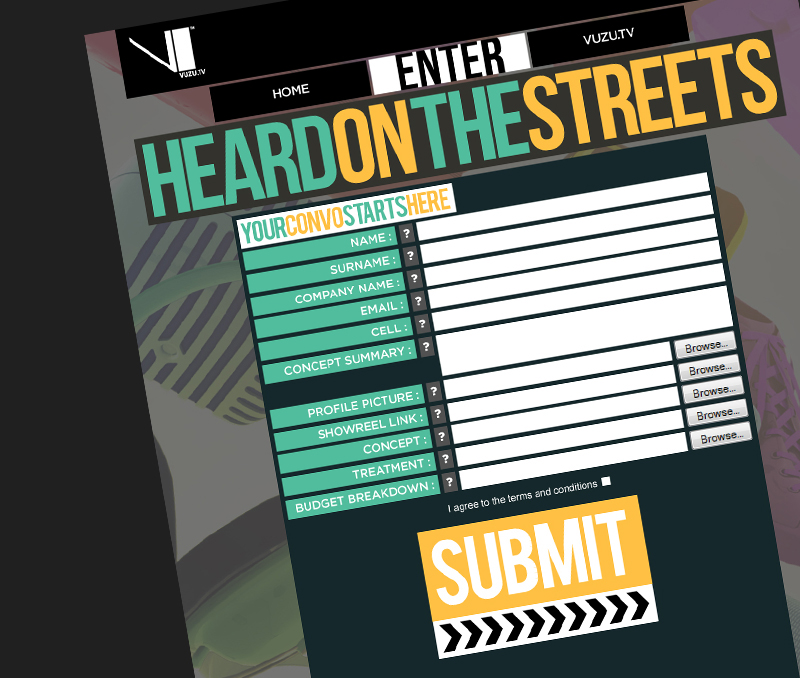 VUZU.TV
HOME
ENTER
VUZU.TV
HEARDONTHESTREETS
YOURCONVOSTARTSHERE
NAME : ?
SURNAME : ?
COMPANY NAME : ?
EMAIL : ?
CELL : ?
CONCEPT SUMMARY : ?
PROFILE PICTURE : ? Browse...
SHOWREEL LINK : ? Browse...
CONCEPT : ? Browse...
TREATMENT : ? Browse...
BUDGET BREAKDOWN : ? Browse...
I agree to the terms and conditions
SUBMIT